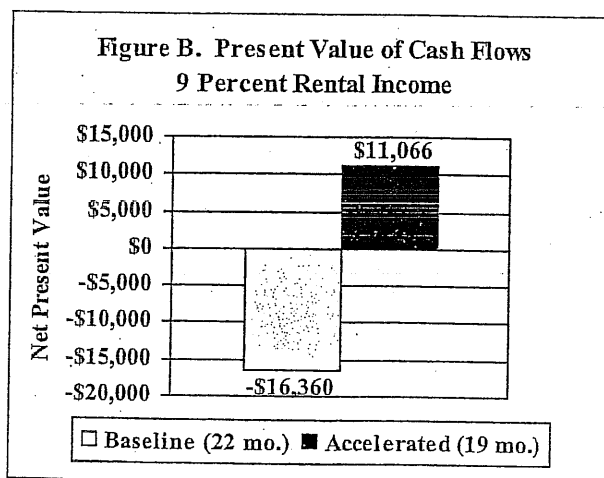 Figure B. Present Value of Cash Flows
9 Percent Rental Income
Net Present Value
$15,000
$10,000
$5,000
$0
-$5,000
-$10,000
-$15,000
-$20,000
$11,066
-$16,360
Baseline (22 mo.) Accelerated (19 mo.)